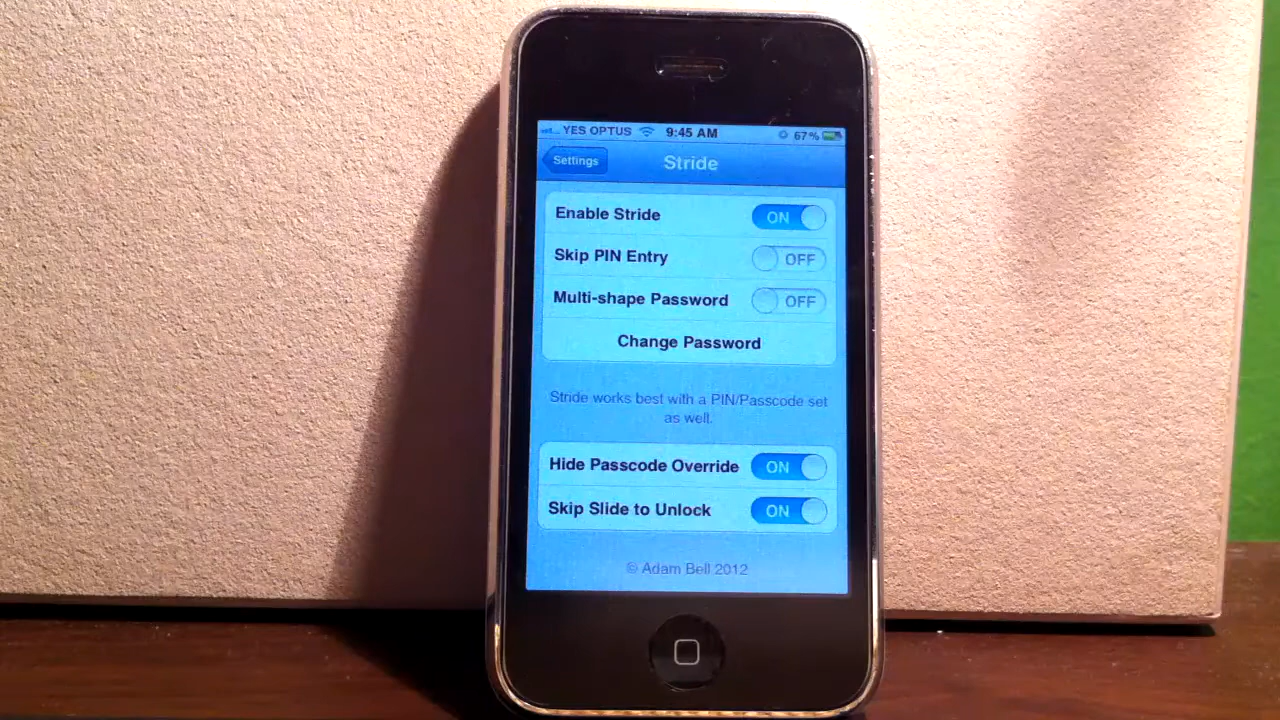 YES OPTUS 9:45 AM 67%
Settings Stride
Enable Stride ON
Skip PIN Entry OFF
Multi-shape Password OFF
Change Password
Stride works best with a PIN/Passcode set
as well.
Hide Passcode Override ON
Skip Slide to Unlock ON
© Adam Bell 2012